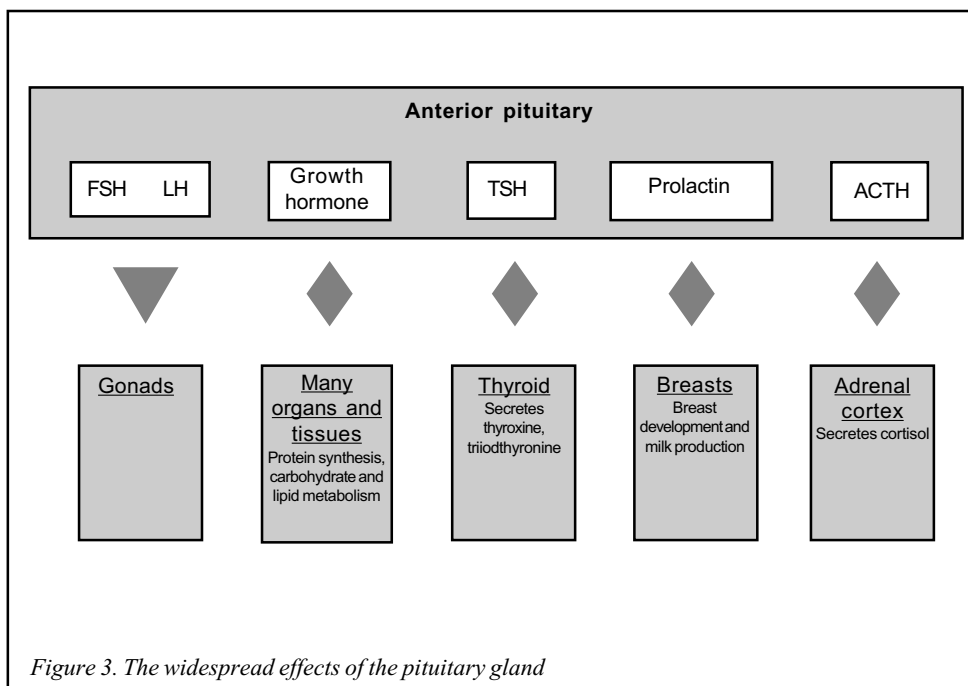 Anterior pituitary
FSH LH
Growth
hormone
TSH
Prolactin
ACTH
Gonads
Many
organs and
tissues
Protein synthesis,
carbohydrate and
lipid metabolism
Thyroid
Secretes
thyroxine,
triiodthyronine
Breasts
Breast
development and
milk production
Adrenal
cortex
Secretes cortisol
Figure 3. The widespread effects of the pituitary gland